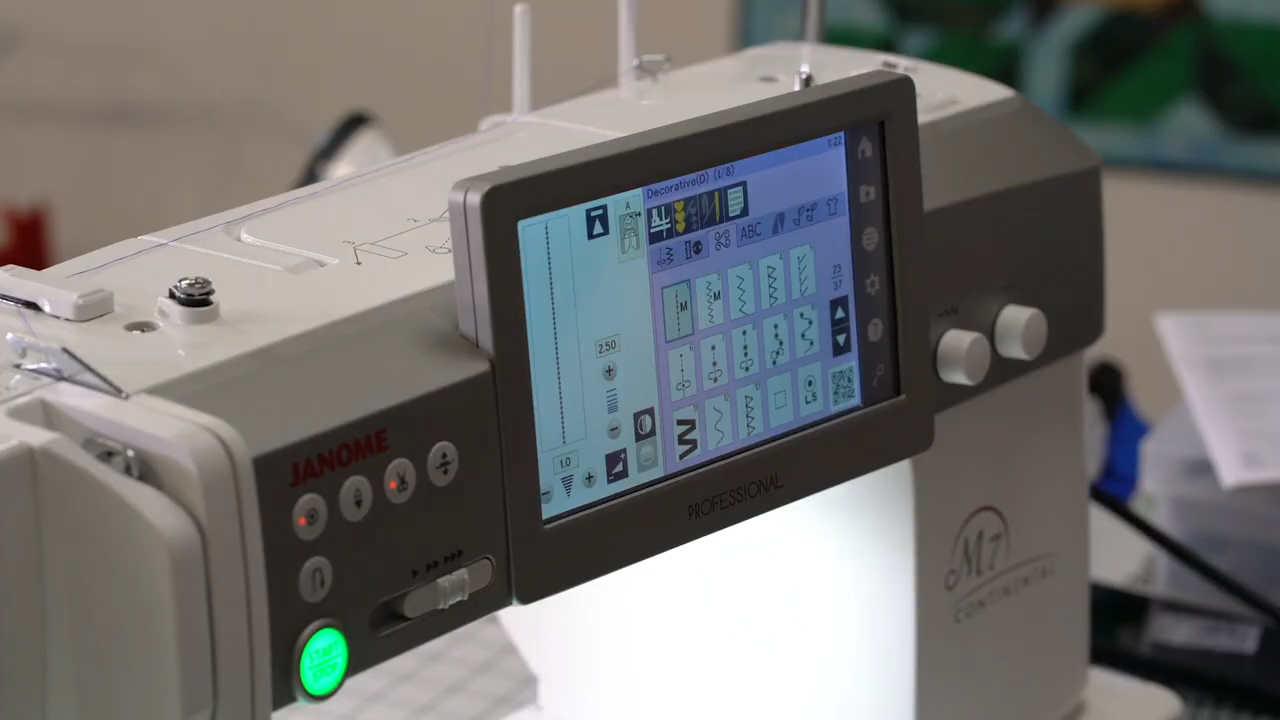 1:22
Decorative(D) (1/8)
A
ABC
M
M
23
37
2.50
1.0
LS
JANOME
PROFESSIONAL
START
STOP
M7
CONTINENTAL